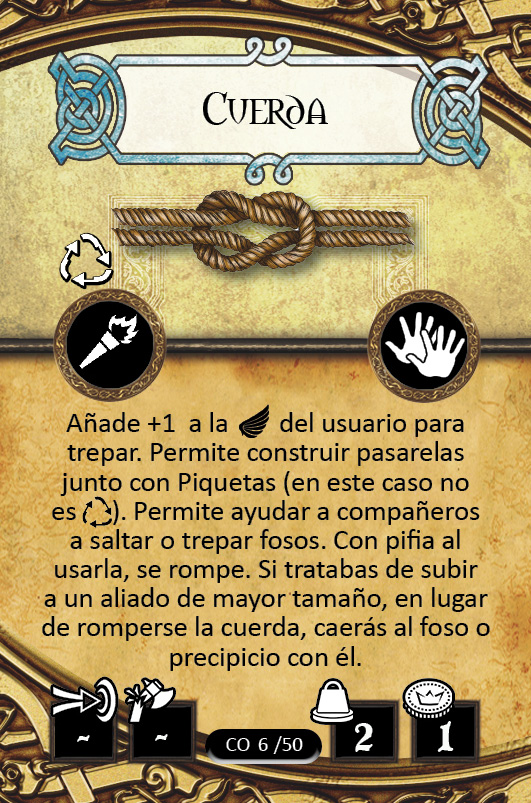 Cuerda
Añade +1 a la del usuario para
trepar. Permite construir pasarelas
junto con Piquetas (en este caso no
es ). Permite ayudar a compañeros
a saltar o trepar fosos. Con pifia al
usarla, se rompe. Si tratabas de subir
a un aliado de mayor tamaño, en lugar
de romperse la cuerda, caerás al foso o
precipicio con él.
~ ~ CO 6 /50 2 1